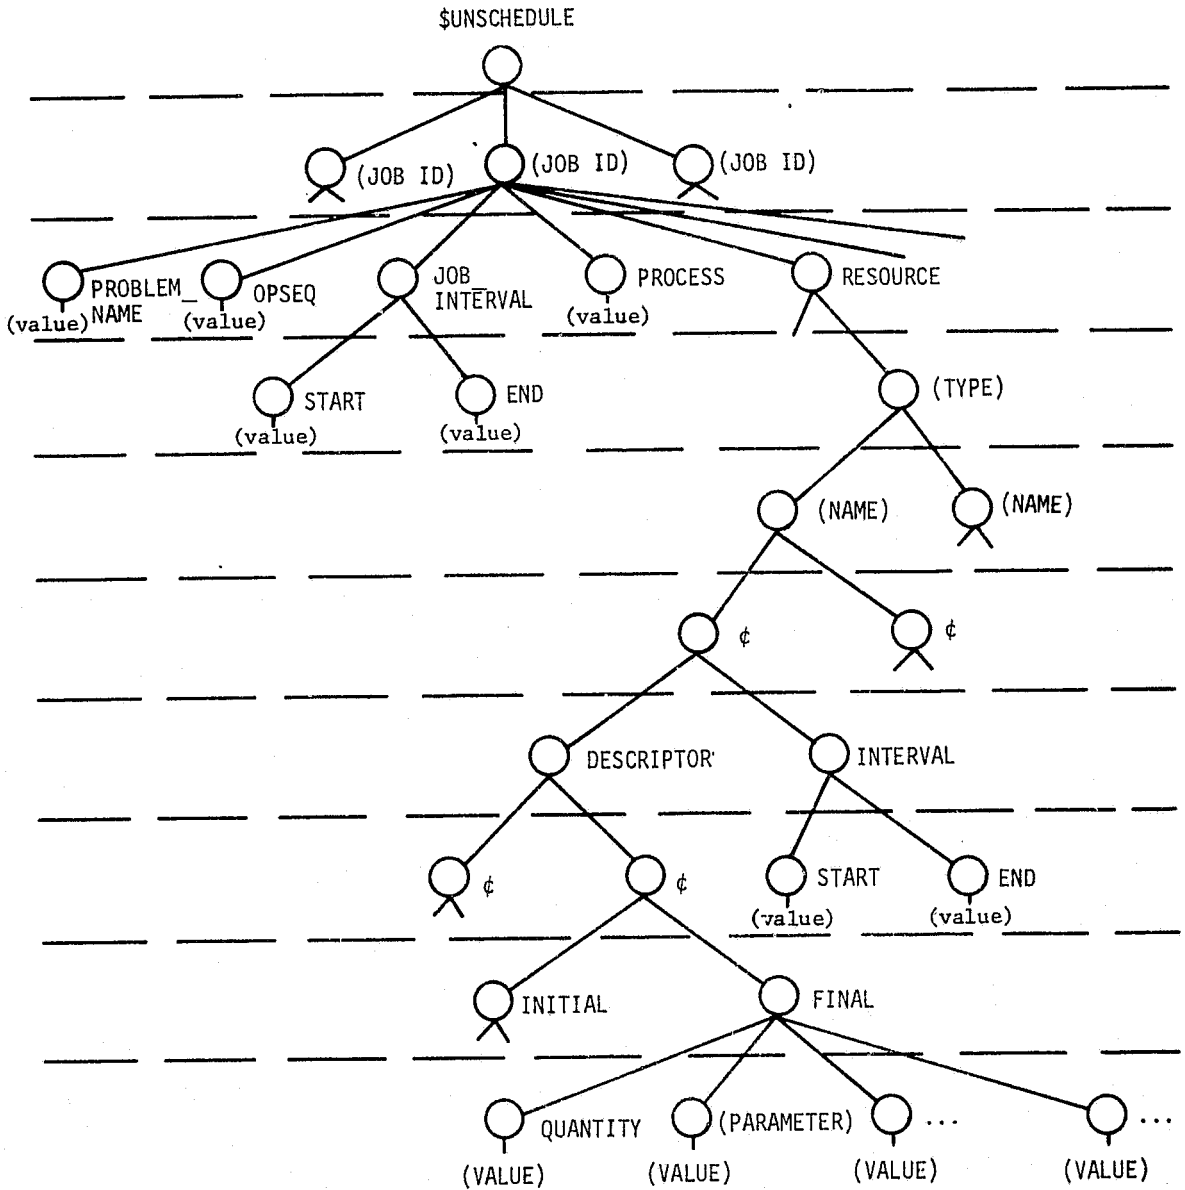 $UNSCHEDULE
(JOB ID)
(JOB ID)
(JOB ID)
PROBLEM_
NAME
(value)
OPSEQ
(value)
JOB_
INTERVAL
PROCESS
(value)
RESOURCE
START
(value)
END
(value)
(TYPE)
(NAME)
(NAME)
¢
¢
DESCRIPTOR
INTERVAL
¢
¢
START
(value)
END
(value)
INITIAL
FINAL
QUANTITY
(VALUE)
(PARAMETER)
(VALUE)
...
(VALUE)
...
(VALUE)